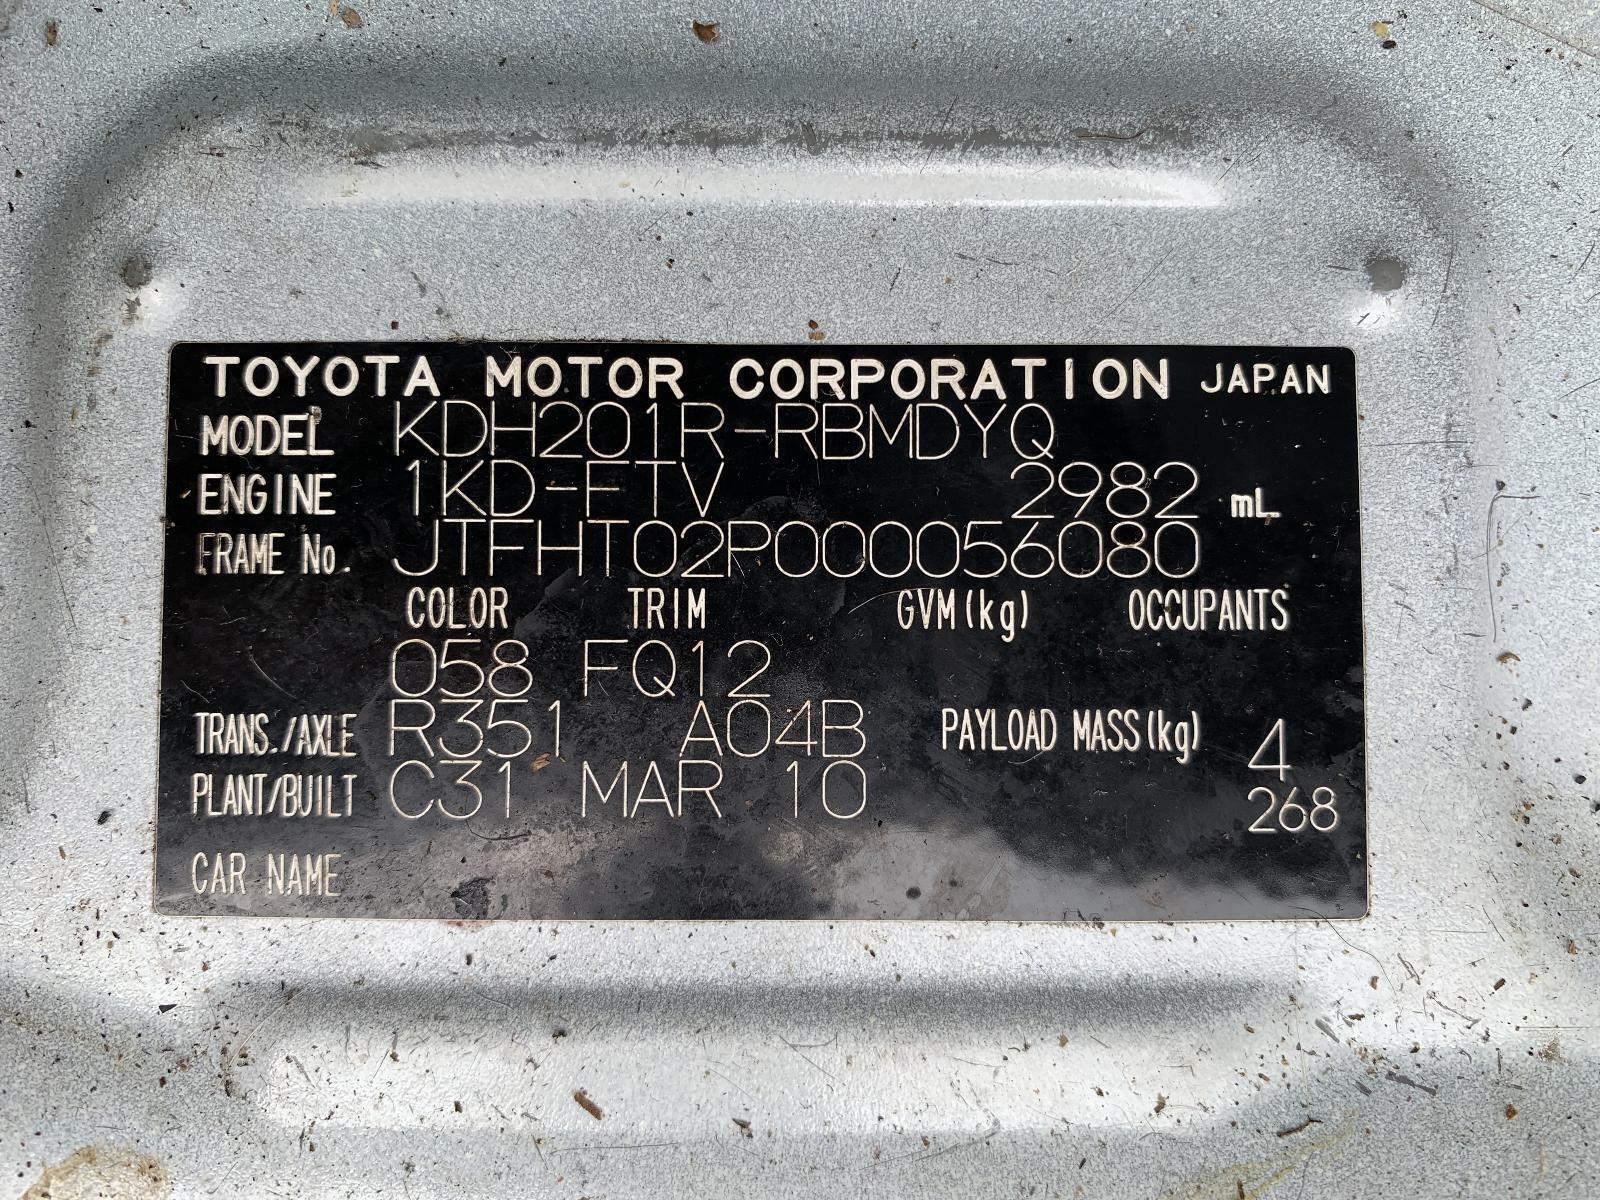 TOYOTA MOTOR CORPORATION JAPAN
MODEL KDH201R-RBMDYQ
ENGINE 1KD-FTV 2982 mL
FRAME No. JTFHT02P000056080
COLOR TRIM GVM(kg) OCCUPANTS
058 FQ12
TRANS./AXLE R351 A04B PAYLOAD MASS(kg) 4
PLANT/BUILT C31 MAR 10 268
CAR NAME